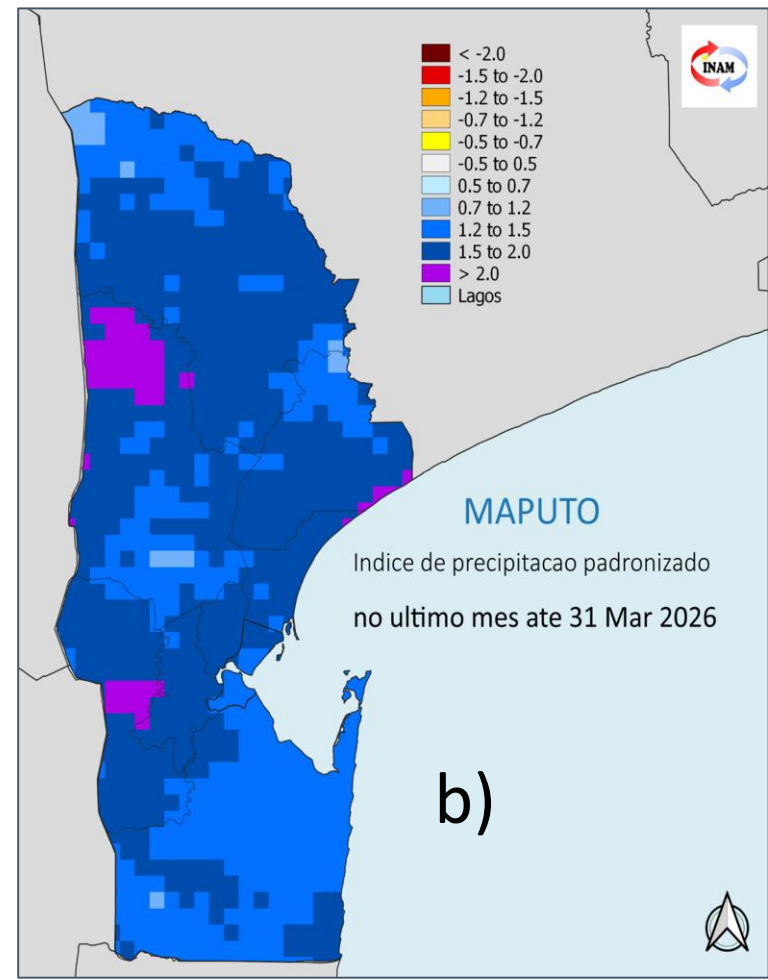 < -2.0
-1.5 to -2.0
-1.2 to -1.5
-0.7 to -1.2
-0.5 to -0.7
-0.5 to 0.5
0.5 to 0.7
0.7 to 1.2
1.2 to 1.5
1.5 to 2.0
> 2.0
Lagos
INAM
MAPUTO
Indice de precipitacao padronizado
no ultimo mes ate 31 Mar 2026
b)